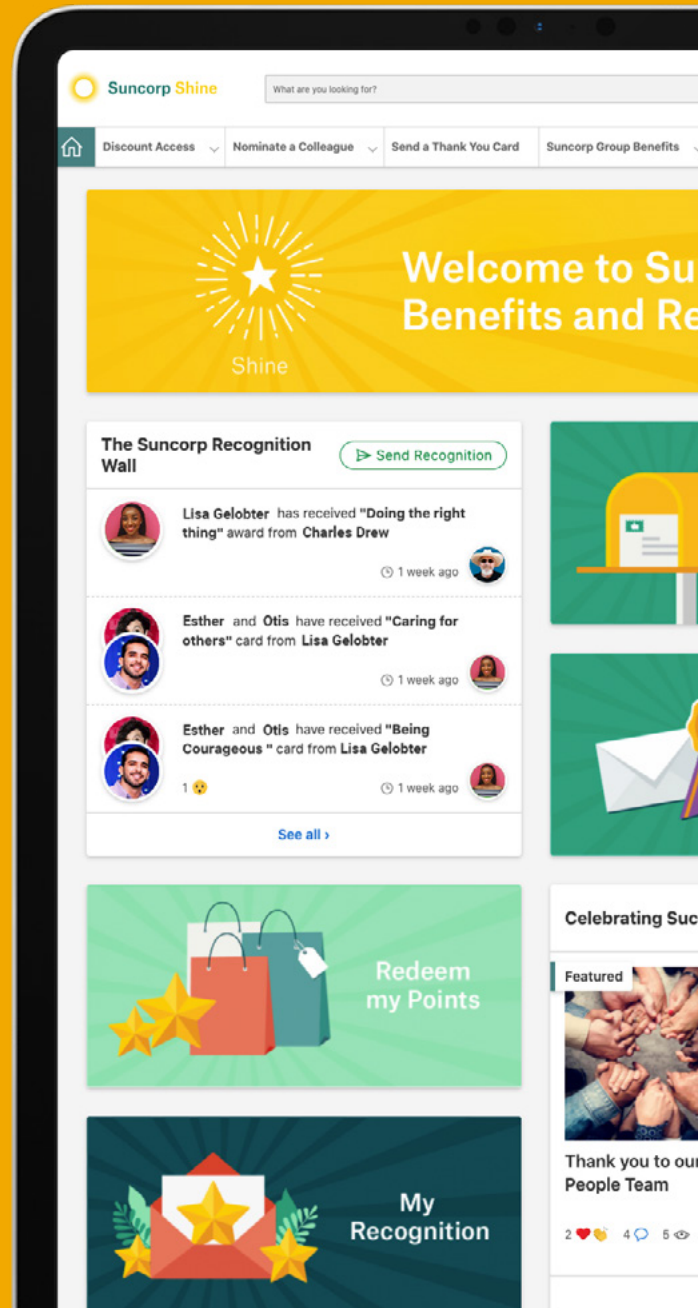 Suncorp Shine
What are you looking for?
Discount Access
Nominate a Colleague
Send a Thank You Card
Suncorp Group Benefits
Welcome to Su
Benefits and Re
Shine
The Suncorp Recognition
Wall
Send Recognition
Lisa Gelobter has received "Doing the right
thing" award from Charles Drew
1 week ago
Esther and Otis have received "Caring for
others" card from Lisa Gelobter
1 week ago
Esther and Otis have received "Being
Courageous " card from Lisa Gelobter
1 😯
1 week ago
See all ›
Redeem
my Points
My
Recognition
Celebrating Suc
Featured
Thank you to our
People Team
2 ❤️👏 4 5